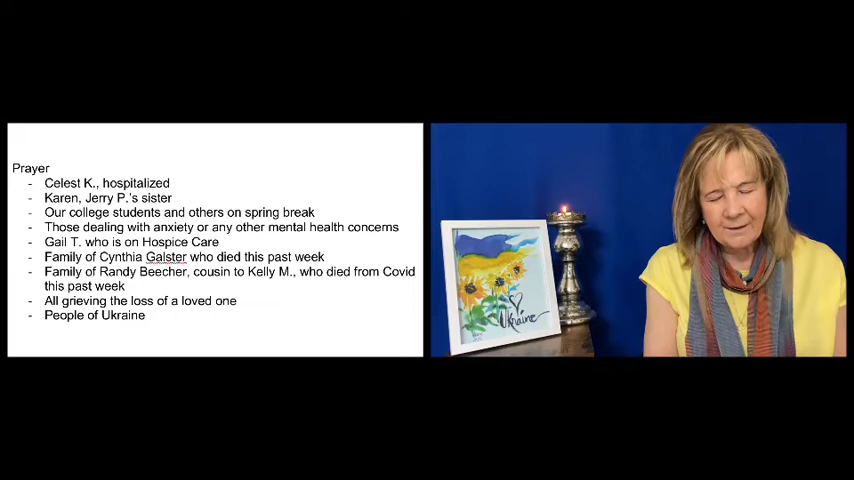 Prayer
- Celest K., hospitalized
- Karen, Jerry P.'s sister
- Our college students and others on spring break
- Those dealing with anxiety or any other mental health concerns
- Gail T. who is on Hospice Care
- Family of Cynthia Galster who died this past week
- Family of Randy Beecher, cousin to Kelly M., who died from Covid
this past week
- All grieving the loss of a loved one
- People of Ukraine
Ukraine